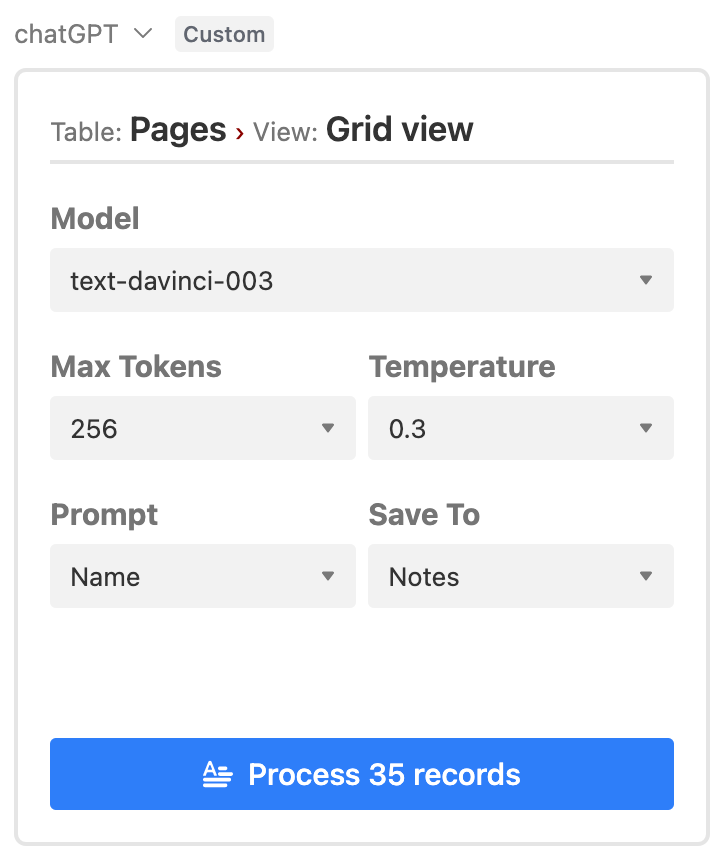 chatGPT Custom
Table: Pages › View: Grid view
Model
text-davinci-003
Max Tokens Temperature
256 0.3
Prompt Save To
Name Notes
Process 35 records